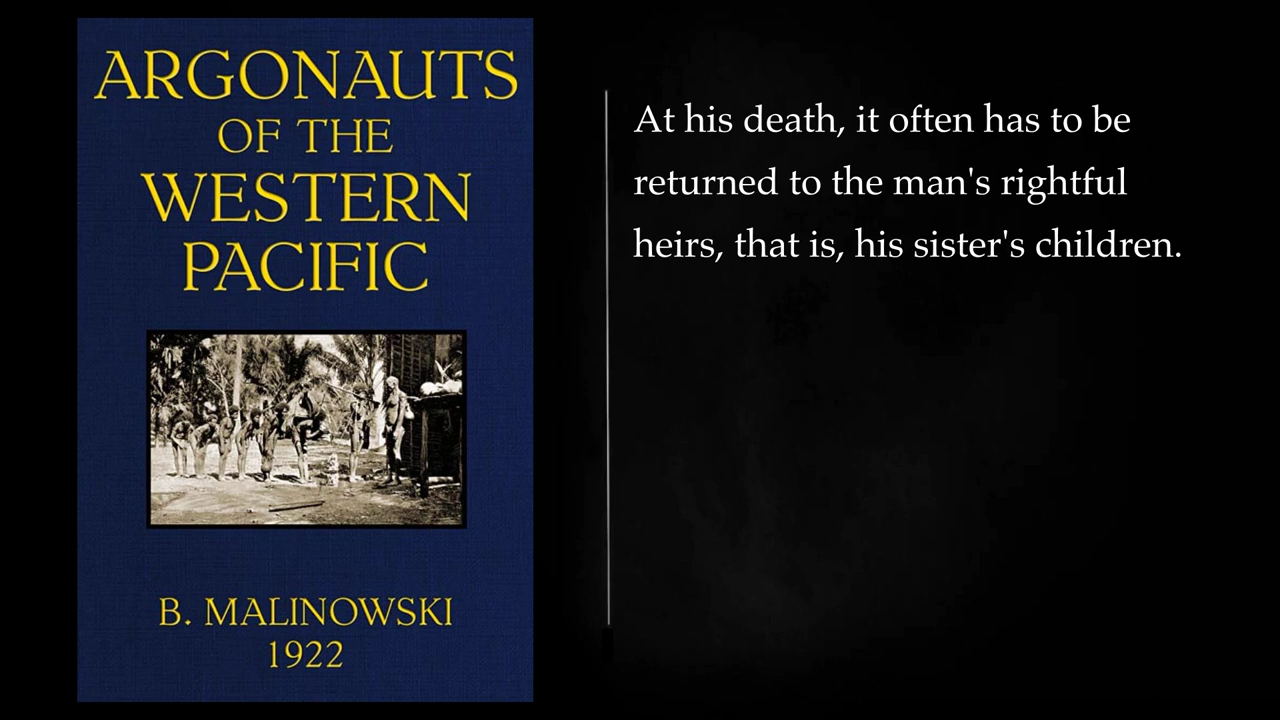 ARGONAUTS
OF THE
WESTERN
PACIFIC
B. MALINOWSKI
1922
At his death, it often has to be
returned to the man's rightful
heirs, that is, his sister's children.